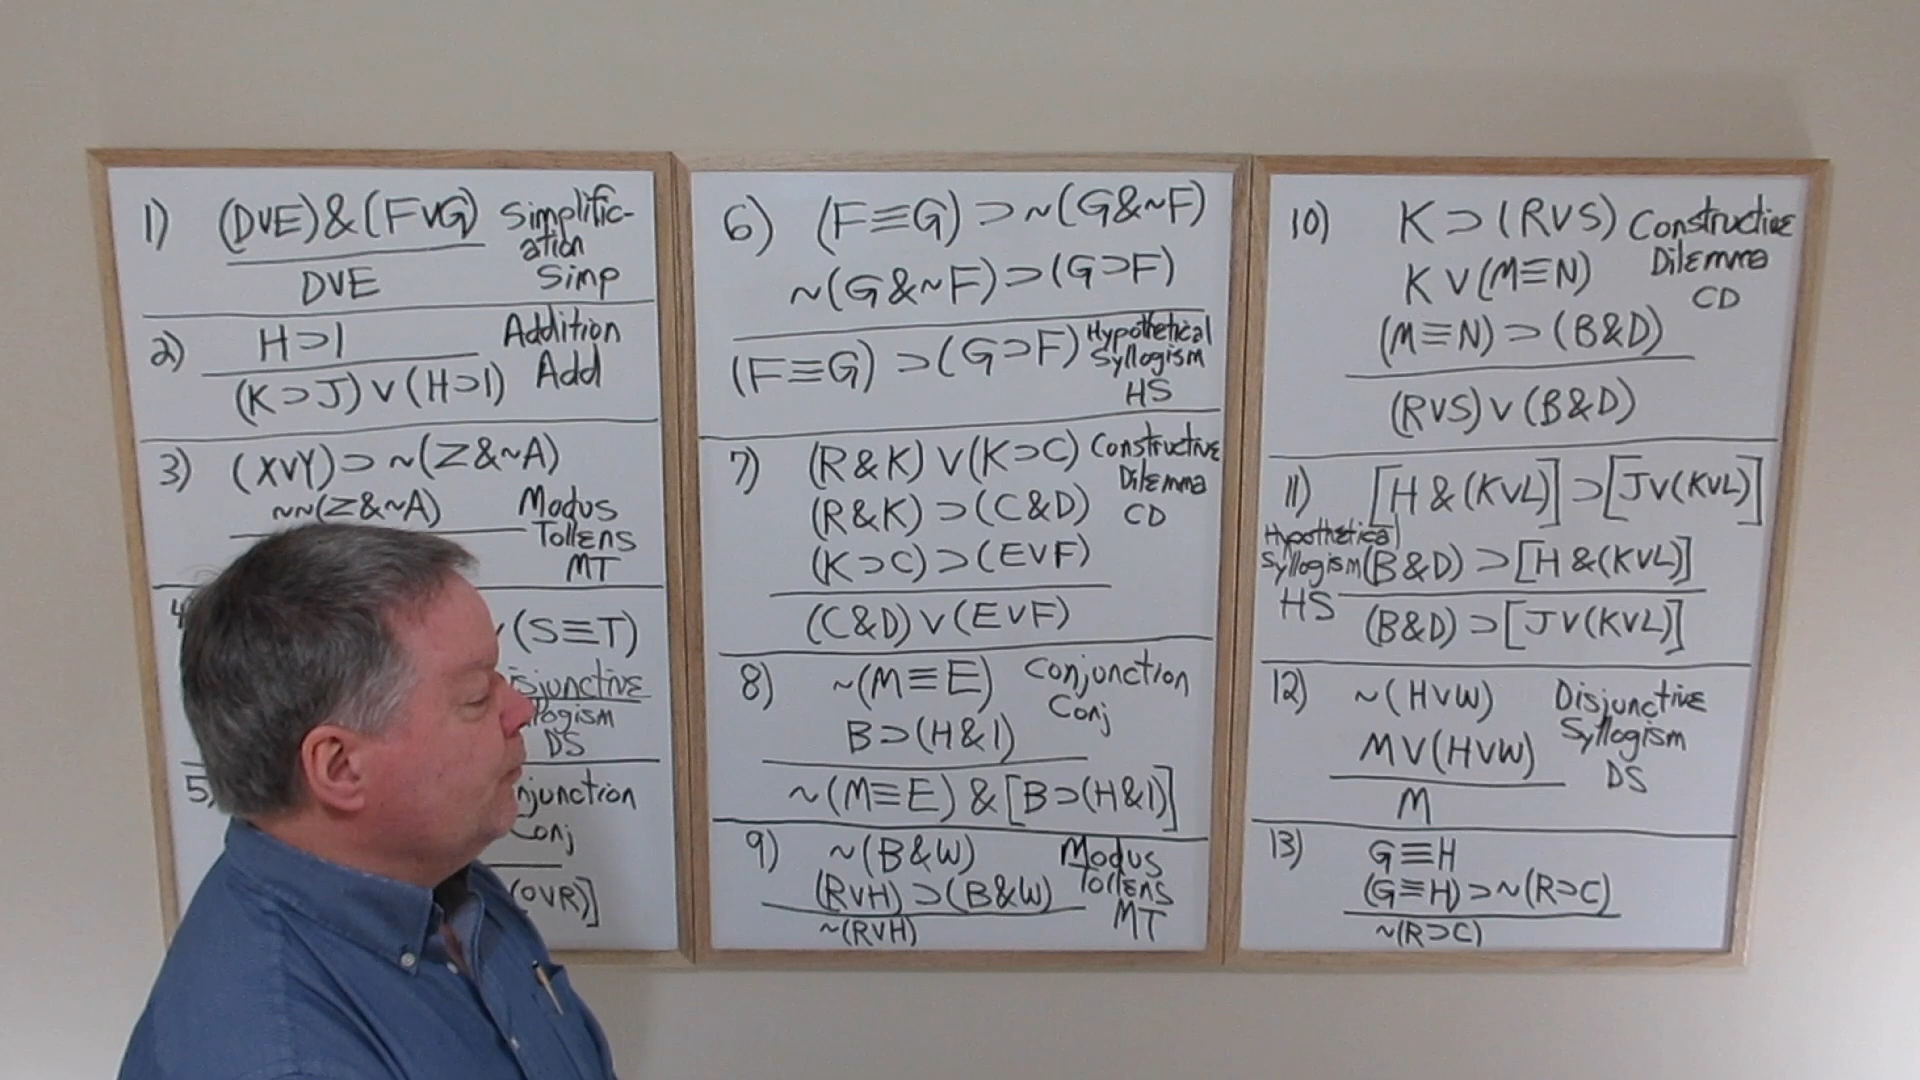 1) (DVE)&(FVG) Simplific-
ation
DVE Simp
2) H⊃I Addition
(K⊃J)V(H⊃I) Add
3) (XVY)⊃~(Z&~A)
~~(Z&~A) Modus
Tollens
MT
(S≡T)
DS
5)
Conj
(OVR)]
6) (F≡G)⊃~(G&~F)
~(G&~F)⊃(G⊃F)
(F≡G)⊃(G⊃F) Hypothetical
Syllogism
HS
7) (R&K)V(K⊃C) Constructive
Dilemma
(R&K)⊃(C&D) CD
(K⊃C)⊃(EVF)
(C&D)V(EVF)
8) ~(M≡E) Conjunction
Conj
B⊃(H&I)
~(M≡E)&[B⊃(H&I)]
9) ~(B&W) Modus
(RVH)⊃(B&W) Tollens
~(RVH) MT
10) K⊃(RVS) Constructive
Dilemma
KV(M≡N) CD
(M≡N)⊃(B&D)
(RVS)V(B&D)
11) [H&(KVL)]⊃[JV(KVL)]
Hypothetical
Syllogism (B&D)⊃[H&(KVL)]
HS (B&D)⊃[JV(KVL)]
12) ~(HVW) Disjunctive
Syllogism
MV(HVW) DS
M
13) G≡H
(G≡H)⊃~(R⊃C)
~(R⊃C)